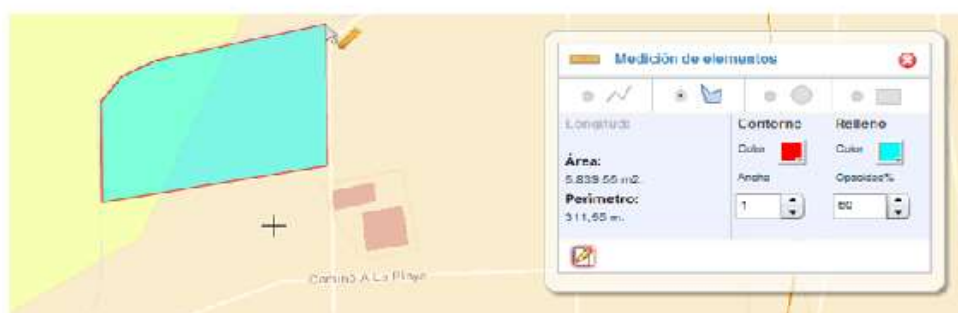 Medición de elementos
Longitud:
Contorno
Relleno
Color
Color
Área:
5.839,55 m2.
Ancho
Opacidad%
Perímetro:
311,55 m.
1
60
Camino A La Playa